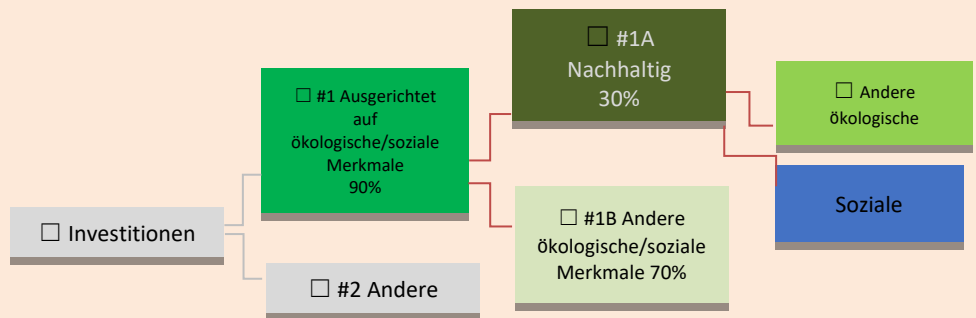 ☐ Investitionen
☐ #1 Ausgerichtet
auf
ökologische/soziale
Merkmale
90%
☐ #2 Andere
☐ #1A
Nachhaltig
30%
☐ #1B Andere
ökologische/soziale
Merkmale 70%
☐ Andere
ökologische
Soziale